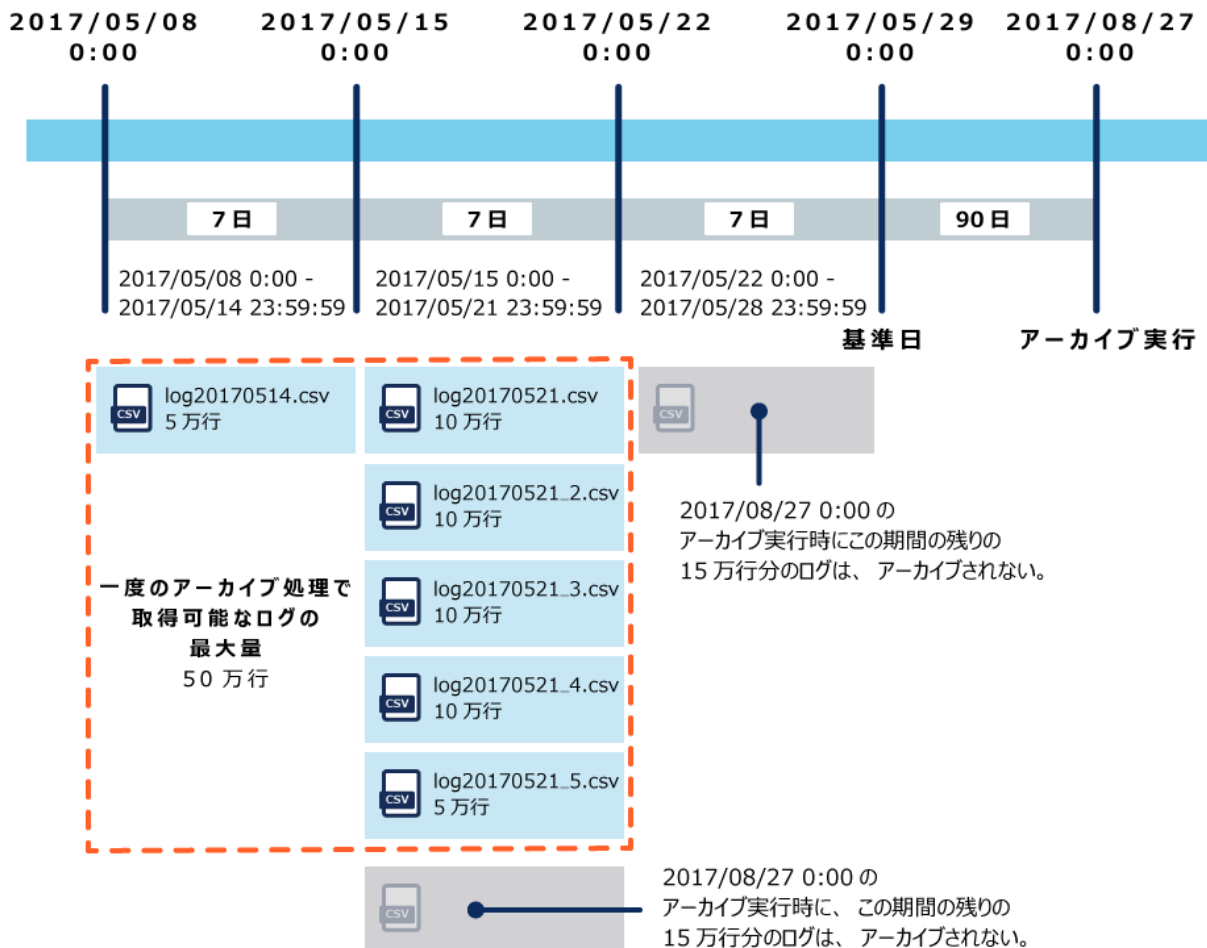 2017/05/08
0:00
2017/05/15
0:00
2017/05/22
0:00
2017/05/29
0:00
2017/08/27
0:00
7日
7日
7日
90日
2017/05/08 0:00 -
2017/05/14 23:59:59
2017/05/15 0:00 -
2017/05/21 23:59:59
2017/05/22 0:00 -
2017/05/28 23:59:59
基準日
アーカイブ実行
CSV
log20170514.csv
5万行
CSV
log20170521.csv
10万行
CSV
CSV
log20170521_2.csv
10万行
2017/08/27 0:00 の
アーカイブ実行時にこの期間の残りの
15万行分のログは、アーカイブされない。
一度のアーカイブ処理で
取得可能なログの
最大量
50万行
CSV
log20170521_3.csv
10万行
CSV
log20170521_4.csv
10万行
CSV
log20170521_5.csv
5万行
CSV
2017/08/27 0:00 の
アーカイブ実行時に、この期間の残りの
15万行分のログは、アーカイブされない。